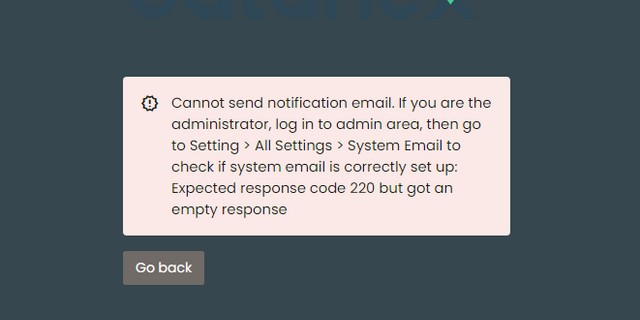 Cannot send notification email. If you are the
administrator, log in to admin area, then go
to Setting > All Settings > System Email to
check if system email is correctly set up:
Expected response code 220 but got an
empty response
Go back